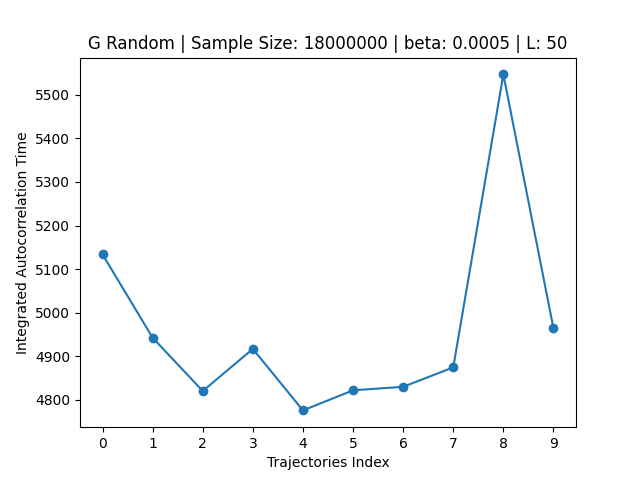 G Random | Sample Size: 18000000 | beta: 0.0005 | L: 50
5500
5400
5300
5200
5100
5000
4900
4800
Integrated Autocorrelation Time
0 1 2 3 4 5 6 7 8 9
Trajectories Index